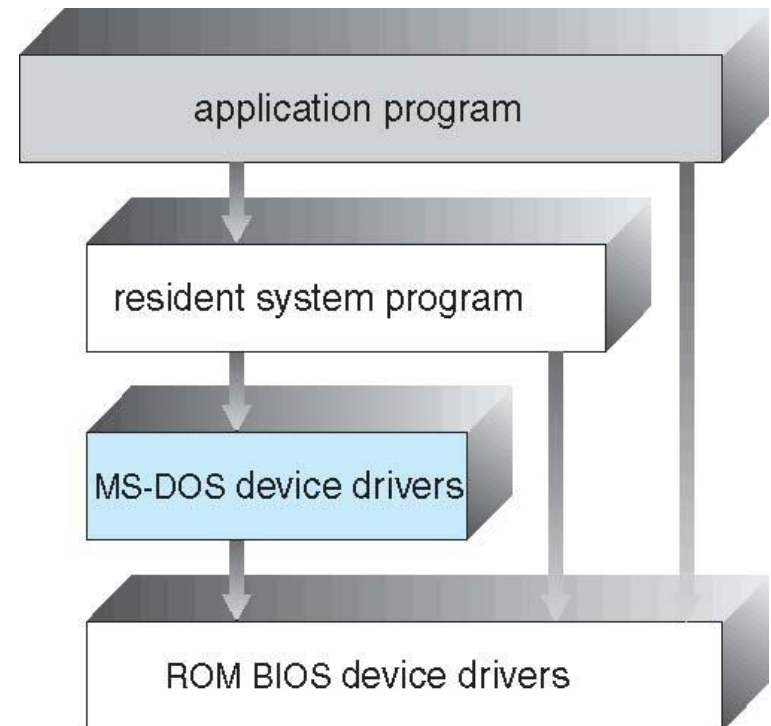 application program
resident system program
MS-DOS device drivers
ROM BIOS device drivers